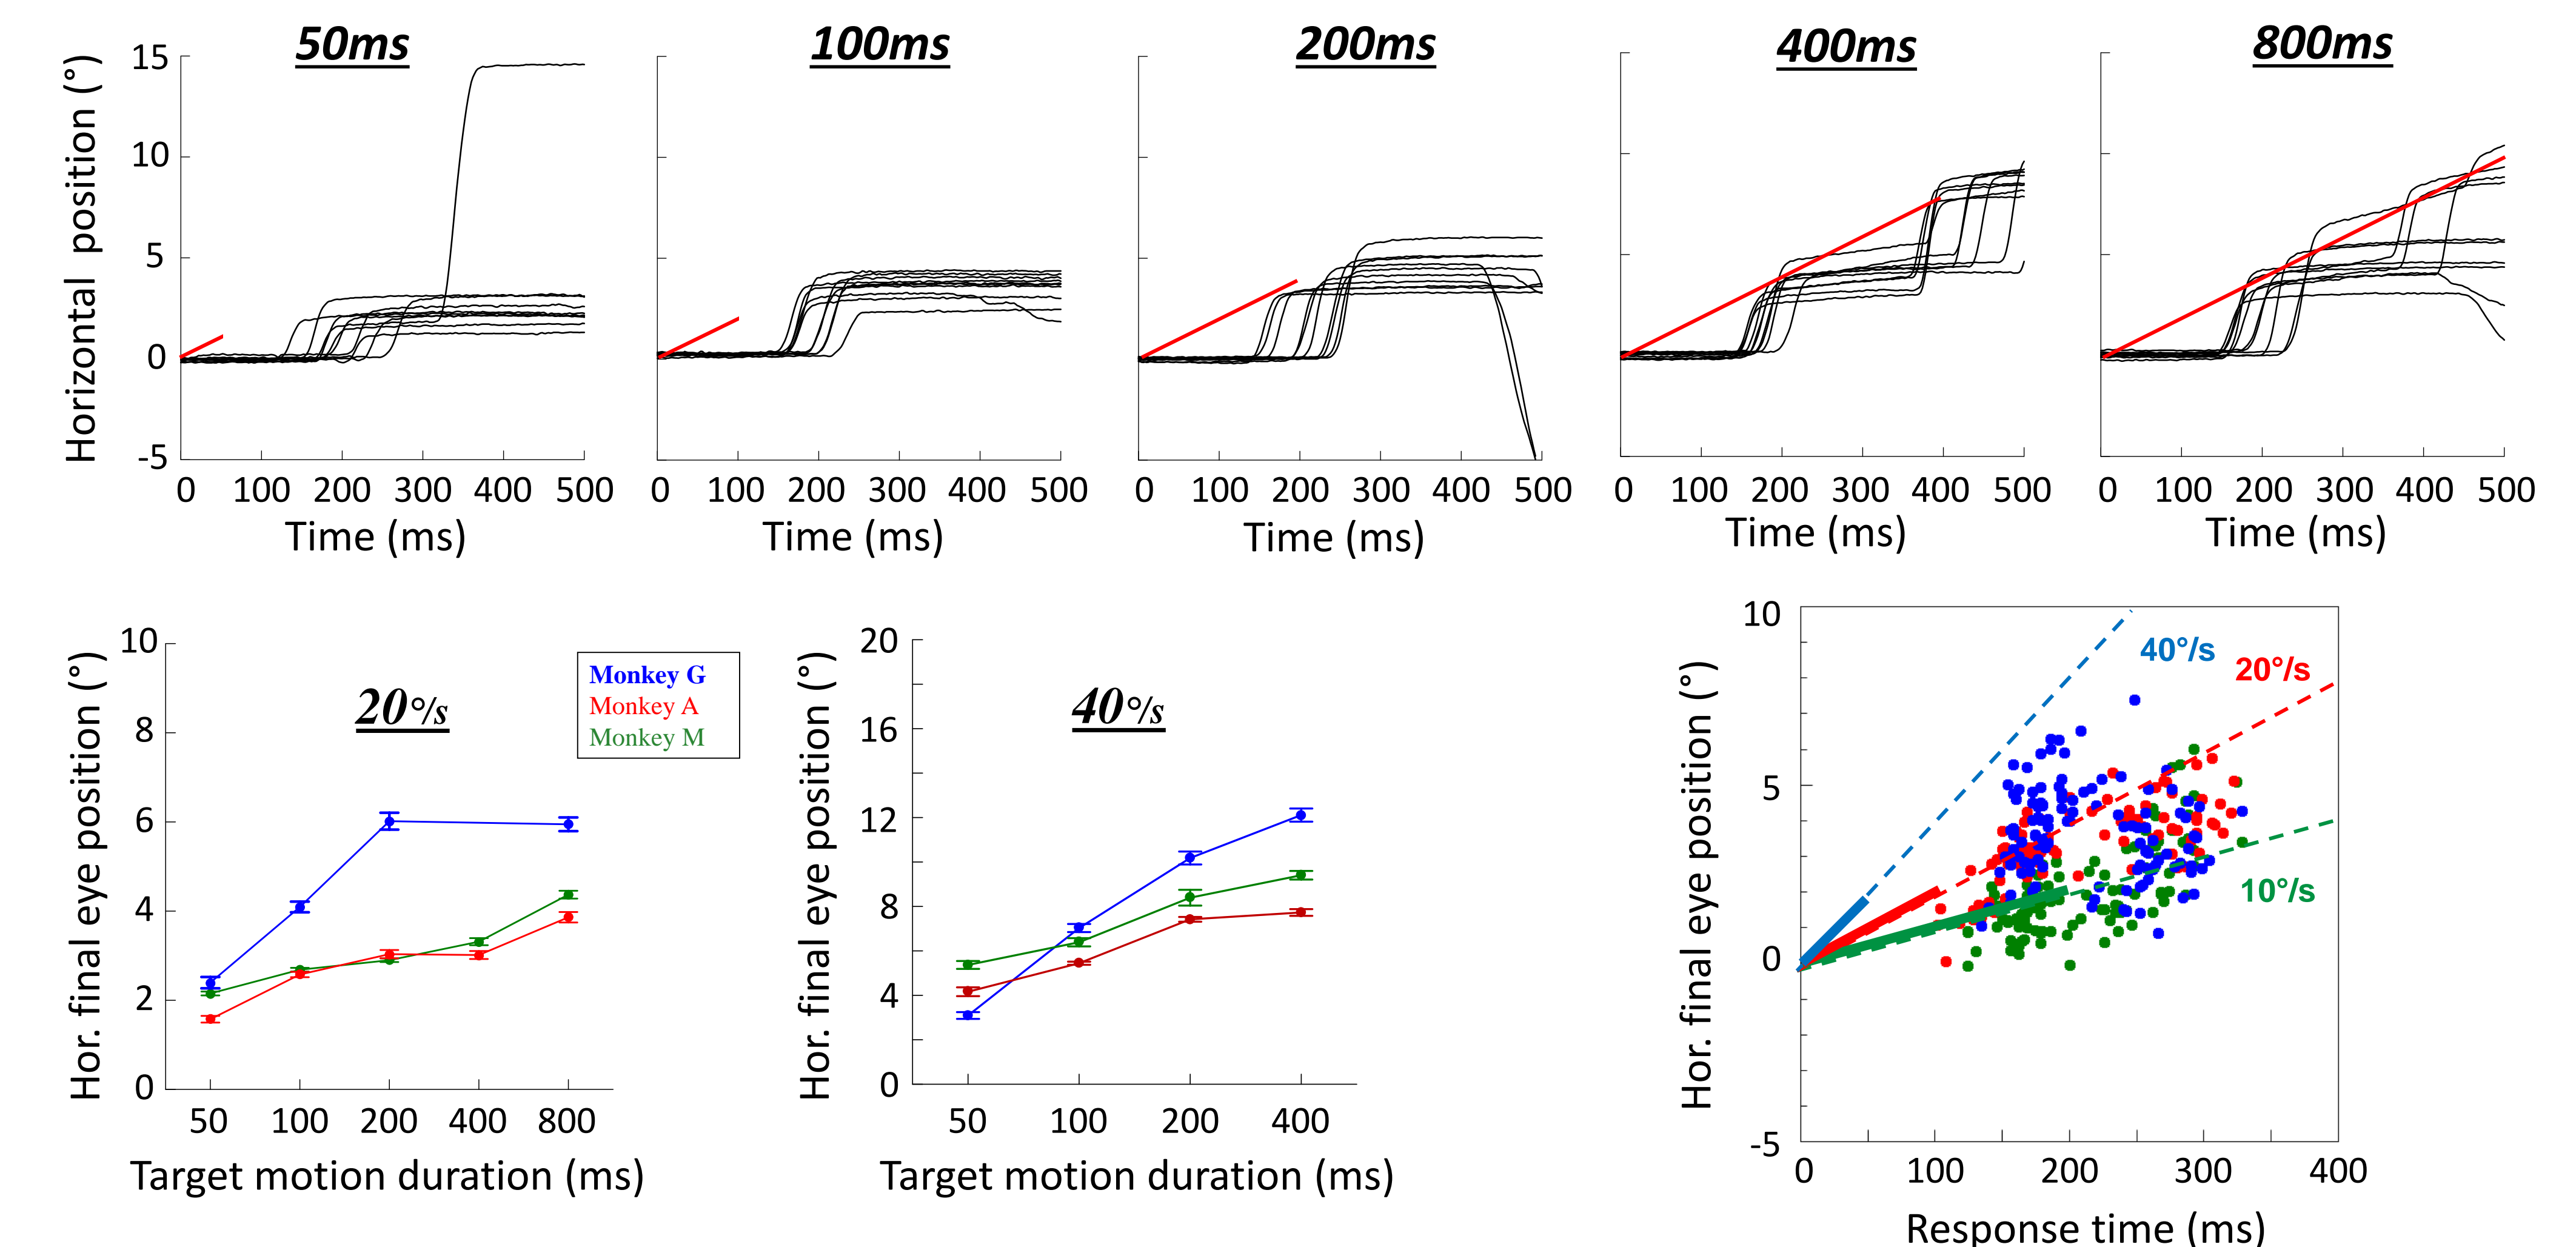 50ms 100ms 200ms 400ms 800ms
Horizontal position (°)
15
10
5
0
-5
0 100 200 300 400 500
0 100 200 300 400 500
0 100 200 300 400 500
0 100 200 300 400 500
0 100 200 300 400 500
Time (ms)
Time (ms)
Time (ms)
Time (ms)
Time (ms)
Hor. final eye position (°)
10
8
6
4
2
0
20°/s
Monkey G
Monkey A
Monkey M
50 100 200 400 800
Target motion duration (ms)
Hor. final eye position (°)
20
16
12
8
4
0
40°/s
50 100 200 400
Target motion duration (ms)
Hor. final eye position (°)
10
5
0
-5
40°/s
20°/s
10°/s
0 100 200 300 400
Response time (ms)